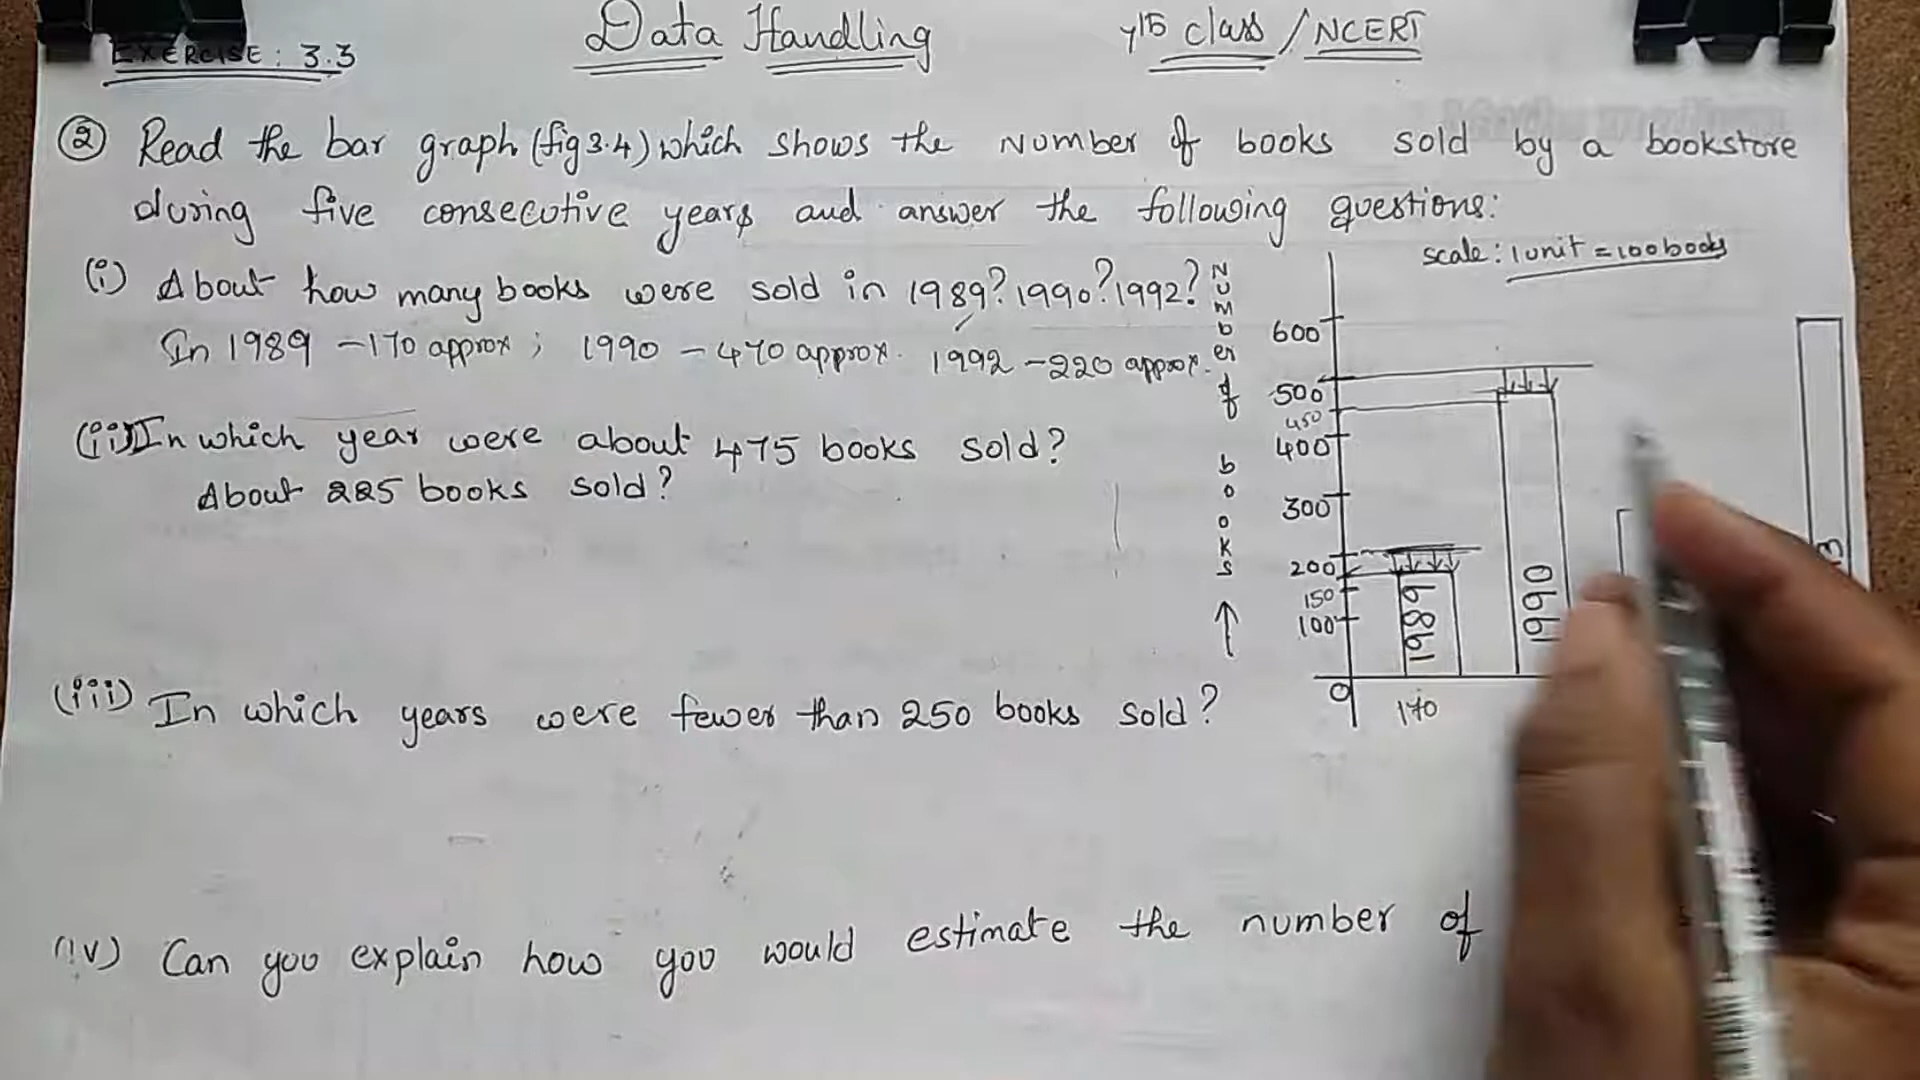 EXERCISE : 3.3
Data Handling
7th class / NCERT
② Read the bar graph (fig 3.4) which shows the Number of books sold by a bookstore
during five consecutive years and answer the following questions:
scale : 1 unit = 100 books
(i) About how many books were sold in 1989? 1990? 1992?
In 1989 - 170 approx ; 1990 - 470 approx. 1992 - 220 approx.
(ii) In which year were about 475 books sold?
About 225 books sold?
(iii) In which years were fewer than 250 books sold?
(iv) Can you explain how you would estimate the number of
Number of books →
600
500
450
400
300
200
150
100
0
1989
1990
170